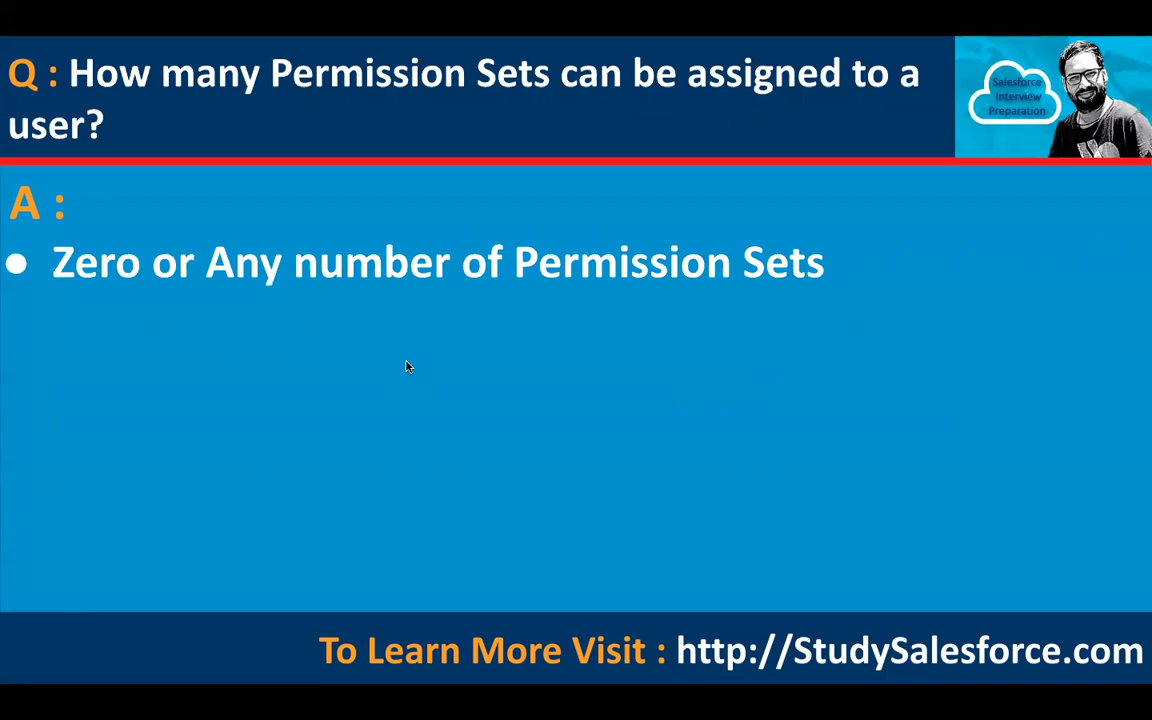 Q : How many Permission Sets can be assigned to a
user?
Salesforce
Interview
Preparation
A :
● Zero or Any number of Permission Sets
To Learn More Visit : http://StudySalesforce.com